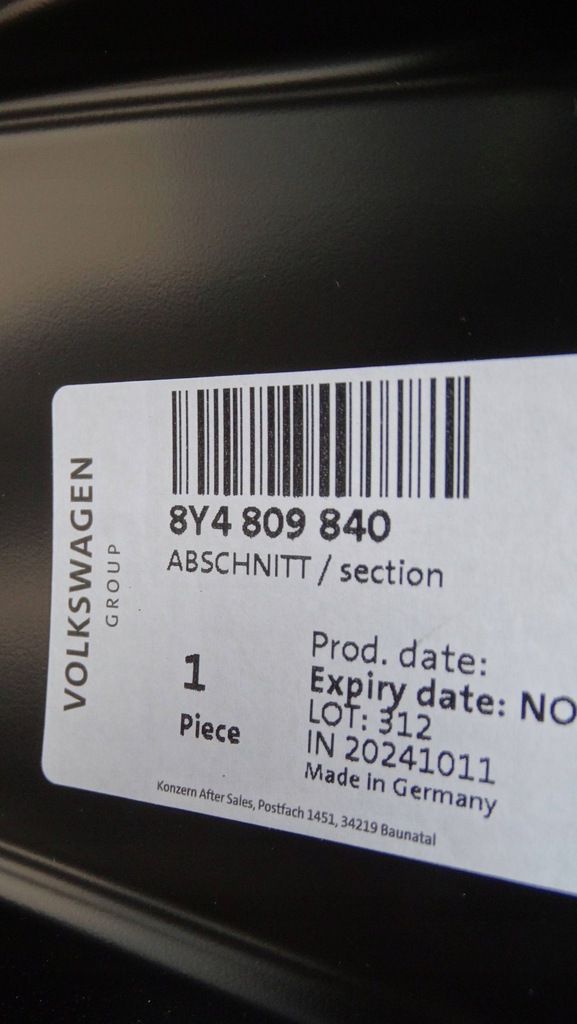 VOLKSWAGEN
GROUP
8Y4 809 840
ABSCHNITT / section
1
Piece
Prod. date:
Expiry date: NO
LOT: 312
IN 20241011
Made in Germany
Konzern After Sales, Postfach 1451, 34219 Baunatal